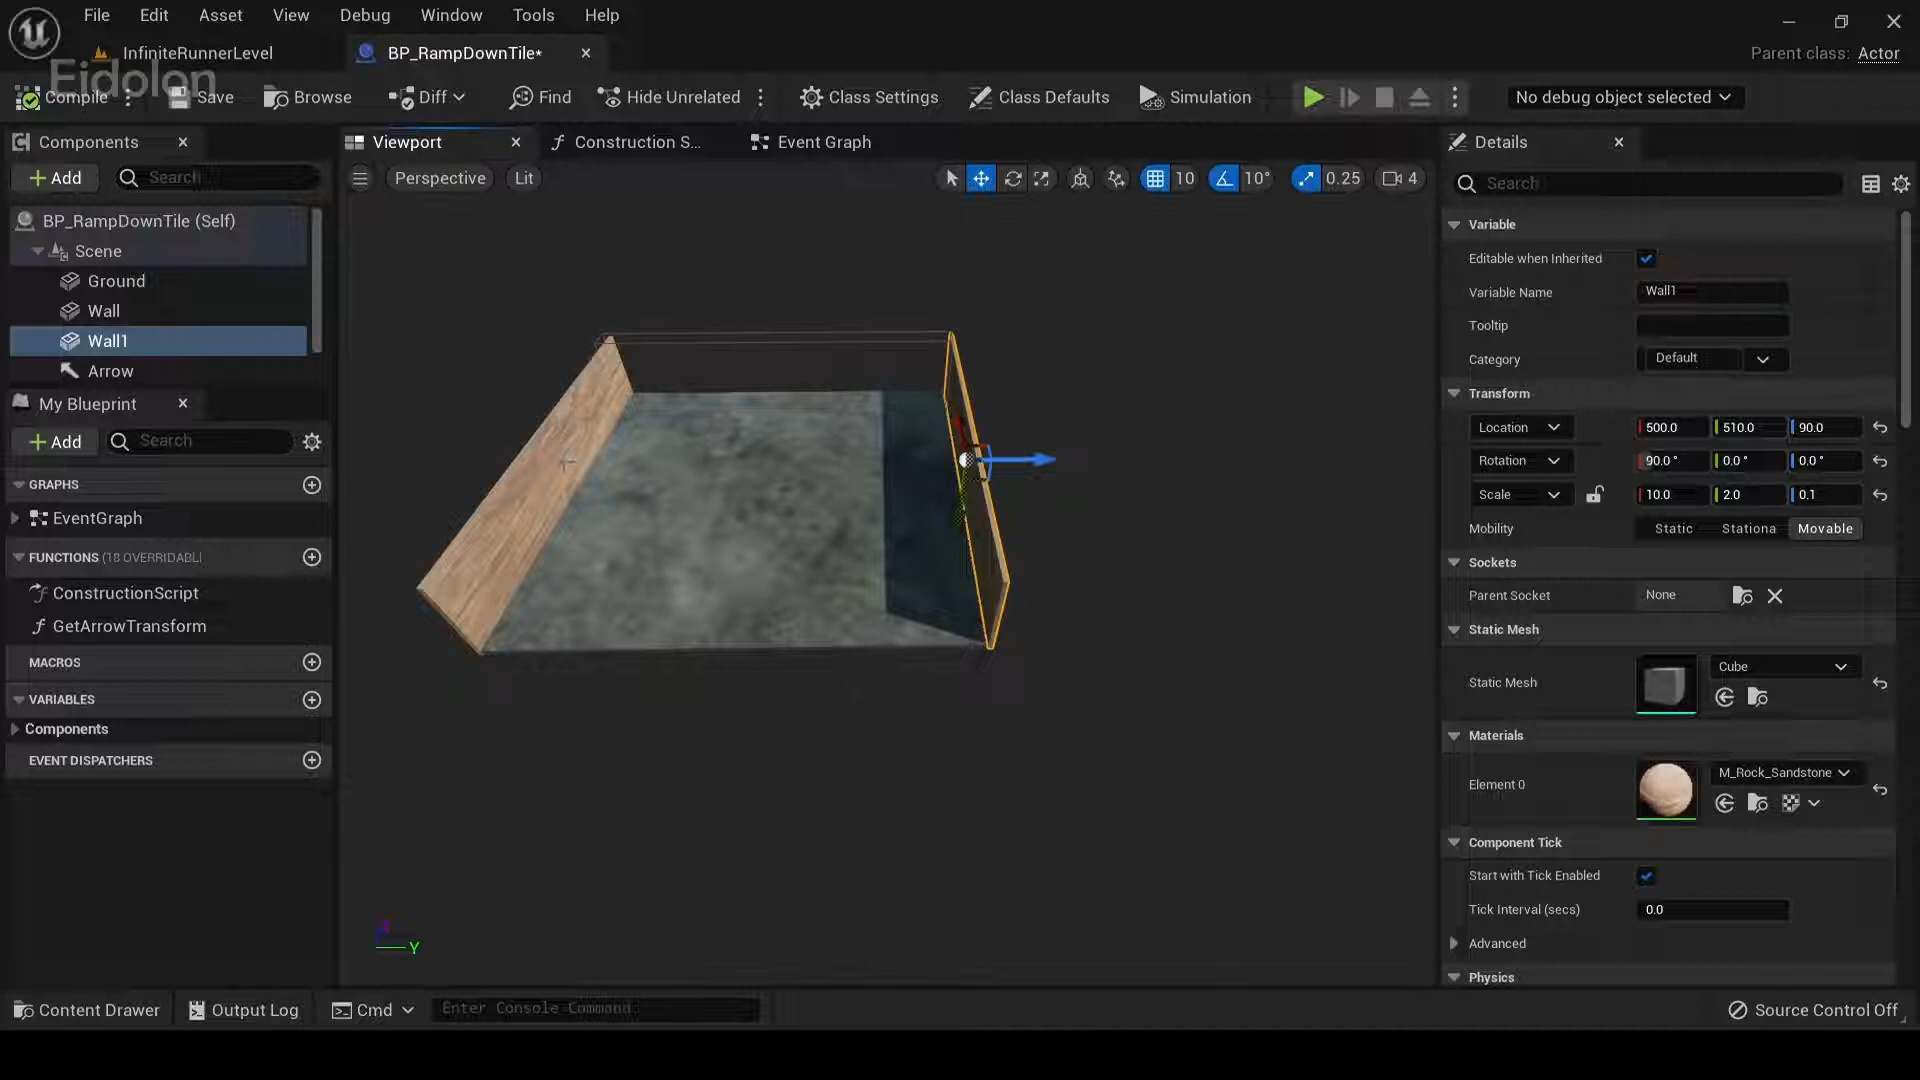 File Edit Asset View Debug Window Tools Help
InfiniteRunnerLevel
BP_RampDownTile*
Parent class: Actor
Eidolon
Compile
Save
Browse
Diff
Find
Hide Unrelated
Class Settings
Class Defaults
Simulation
No debug object selected
Components
Viewport
Construction S...
Event Graph
Details
Add
Search
Perspective
Lit
10
10°
0.25
4
Search
BP_RampDownTile (Self)
Scene
Ground
Wall
Wall1
Arrow
My Blueprint
Add
Search
GRAPHS
EventGraph
FUNCTIONS (18 OVERRIDABL
ConstructionScript
GetArrowTransform
MACROS
VARIABLES
Components
EVENT DISPATCHERS
Y
Variable
Editable when Inherited
Variable Name Wall1
Tooltip
Category Default
Transform
Location 500.0 510.0 90.0
Rotation 90.0° 0.0° 0.0°
Scale 10.0 2.0 0.1
Mobility Static Stationa Movable
Sockets
Parent Socket None
Static Mesh
Static Mesh Cube
Materials
Element 0 M_Rock_Sandstone
Component Tick
Start with Tick Enabled
Tick Interval (secs) 0.0
Advanced
Physics
Content Drawer
Output Log
Cmd
Enter Console Command
Source Control Off